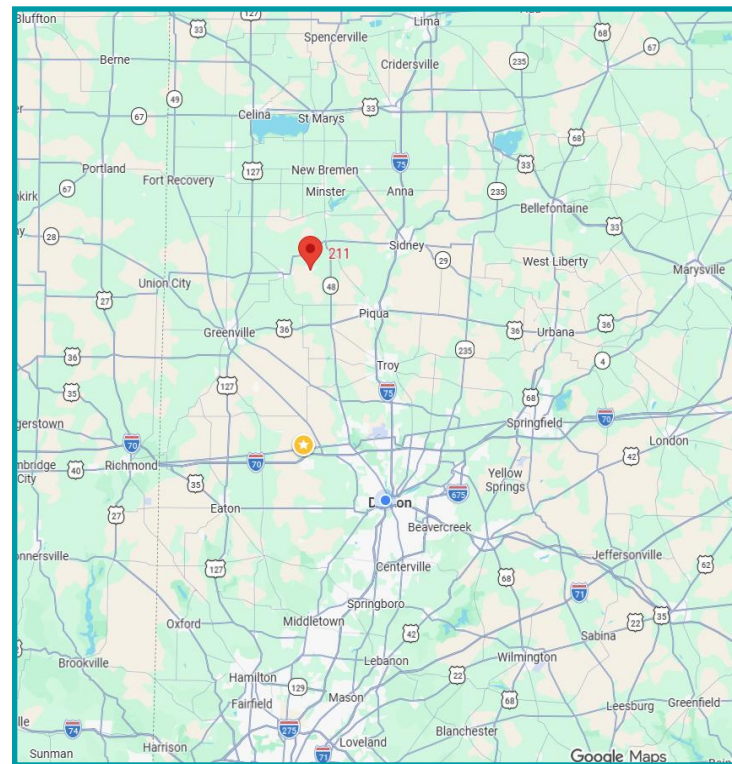 Bluffton
127
Lima
33
Spencerville
68
Berne
235
67
Cridersville
49
67
Celina
St Marys
33
68
127
75
33
Portland
Fort Recovery
New Bremen
Minster
Anna
67
235
Bellefontaine
28
33
211
Sidney
29
West Liberty
Marysville
Union City
48
27
Piqua
Greenville
36
36
Urbana
36
36
235
4
35
127
Troy
75
68
70
Springfield
70
London
Richmond
40
70
42
35
Yellow
Springs
675
Eaton
27
Beavercreek
127
Centerville
68
Jeffersonville
62
71
Springboro
Oxford
Middletown
42
22
35
Sabina
Brookville
Lebanon
Wilmington
Hamilton
129
22
Fairfield
Mason
68
Leesburg
Greenfield
74
275
Blanchester
Sunman
Harrison
71
Loveland
Google Maps